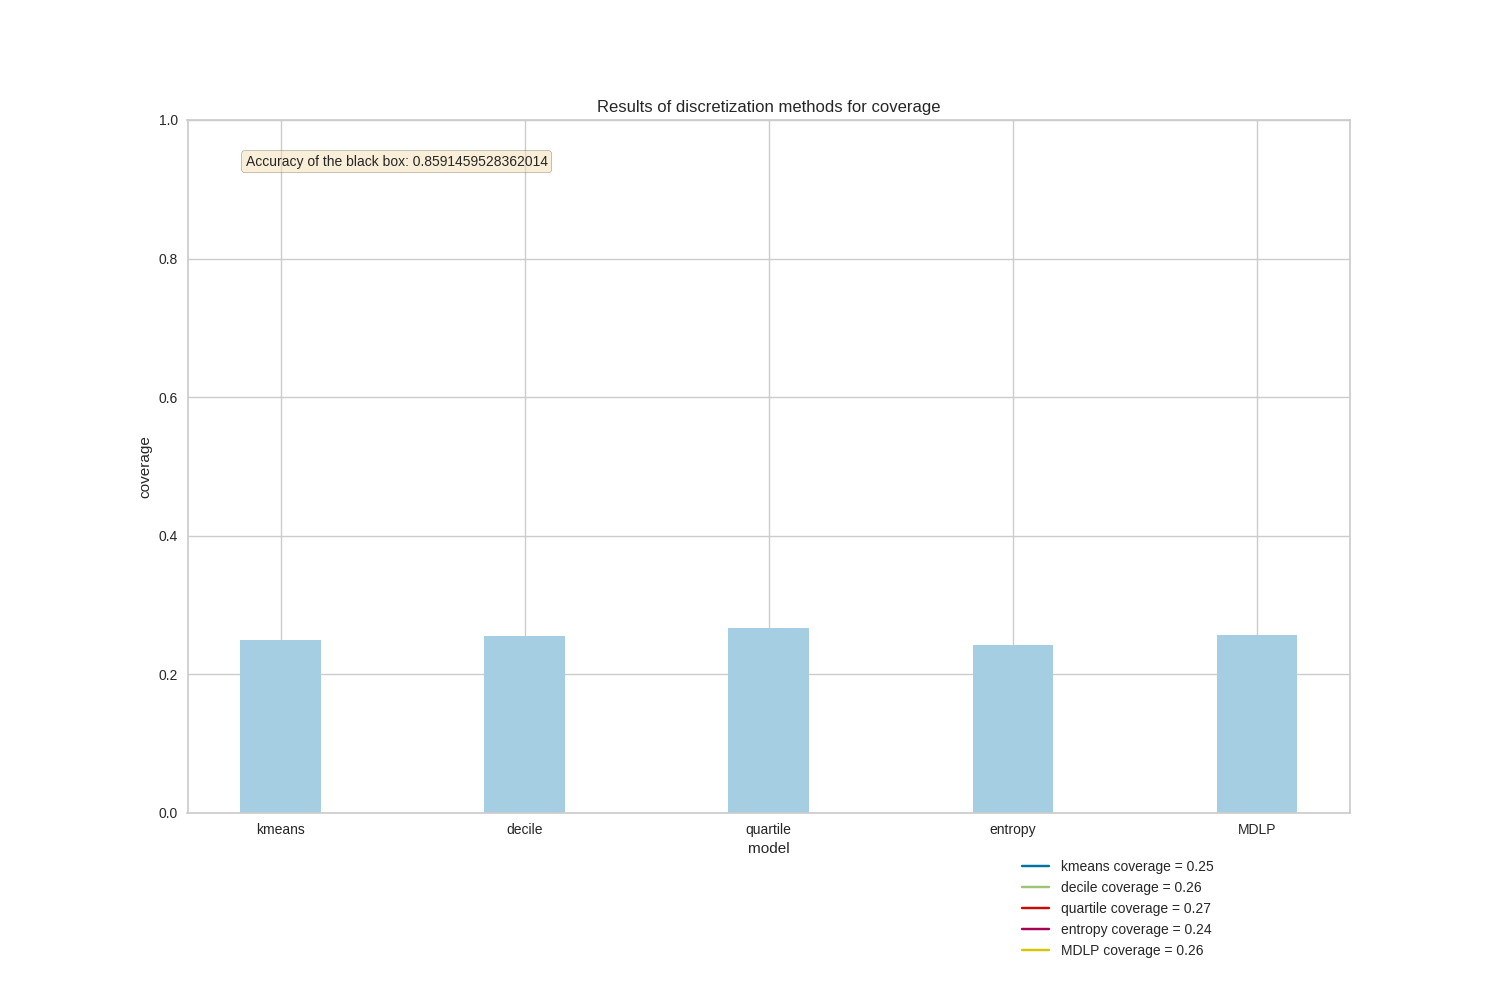 Results of discretization methods for coverage
1.0
Accuracy of the black box: 0.8591459528362014
0.8
0.6
coverage
0.4
0.2
0.0
kmeans decile quartile entropy MDLP
model
kmeans coverage = 0.25
decile coverage = 0.26
quartile coverage = 0.27
entropy coverage = 0.24
MDLP coverage = 0.26